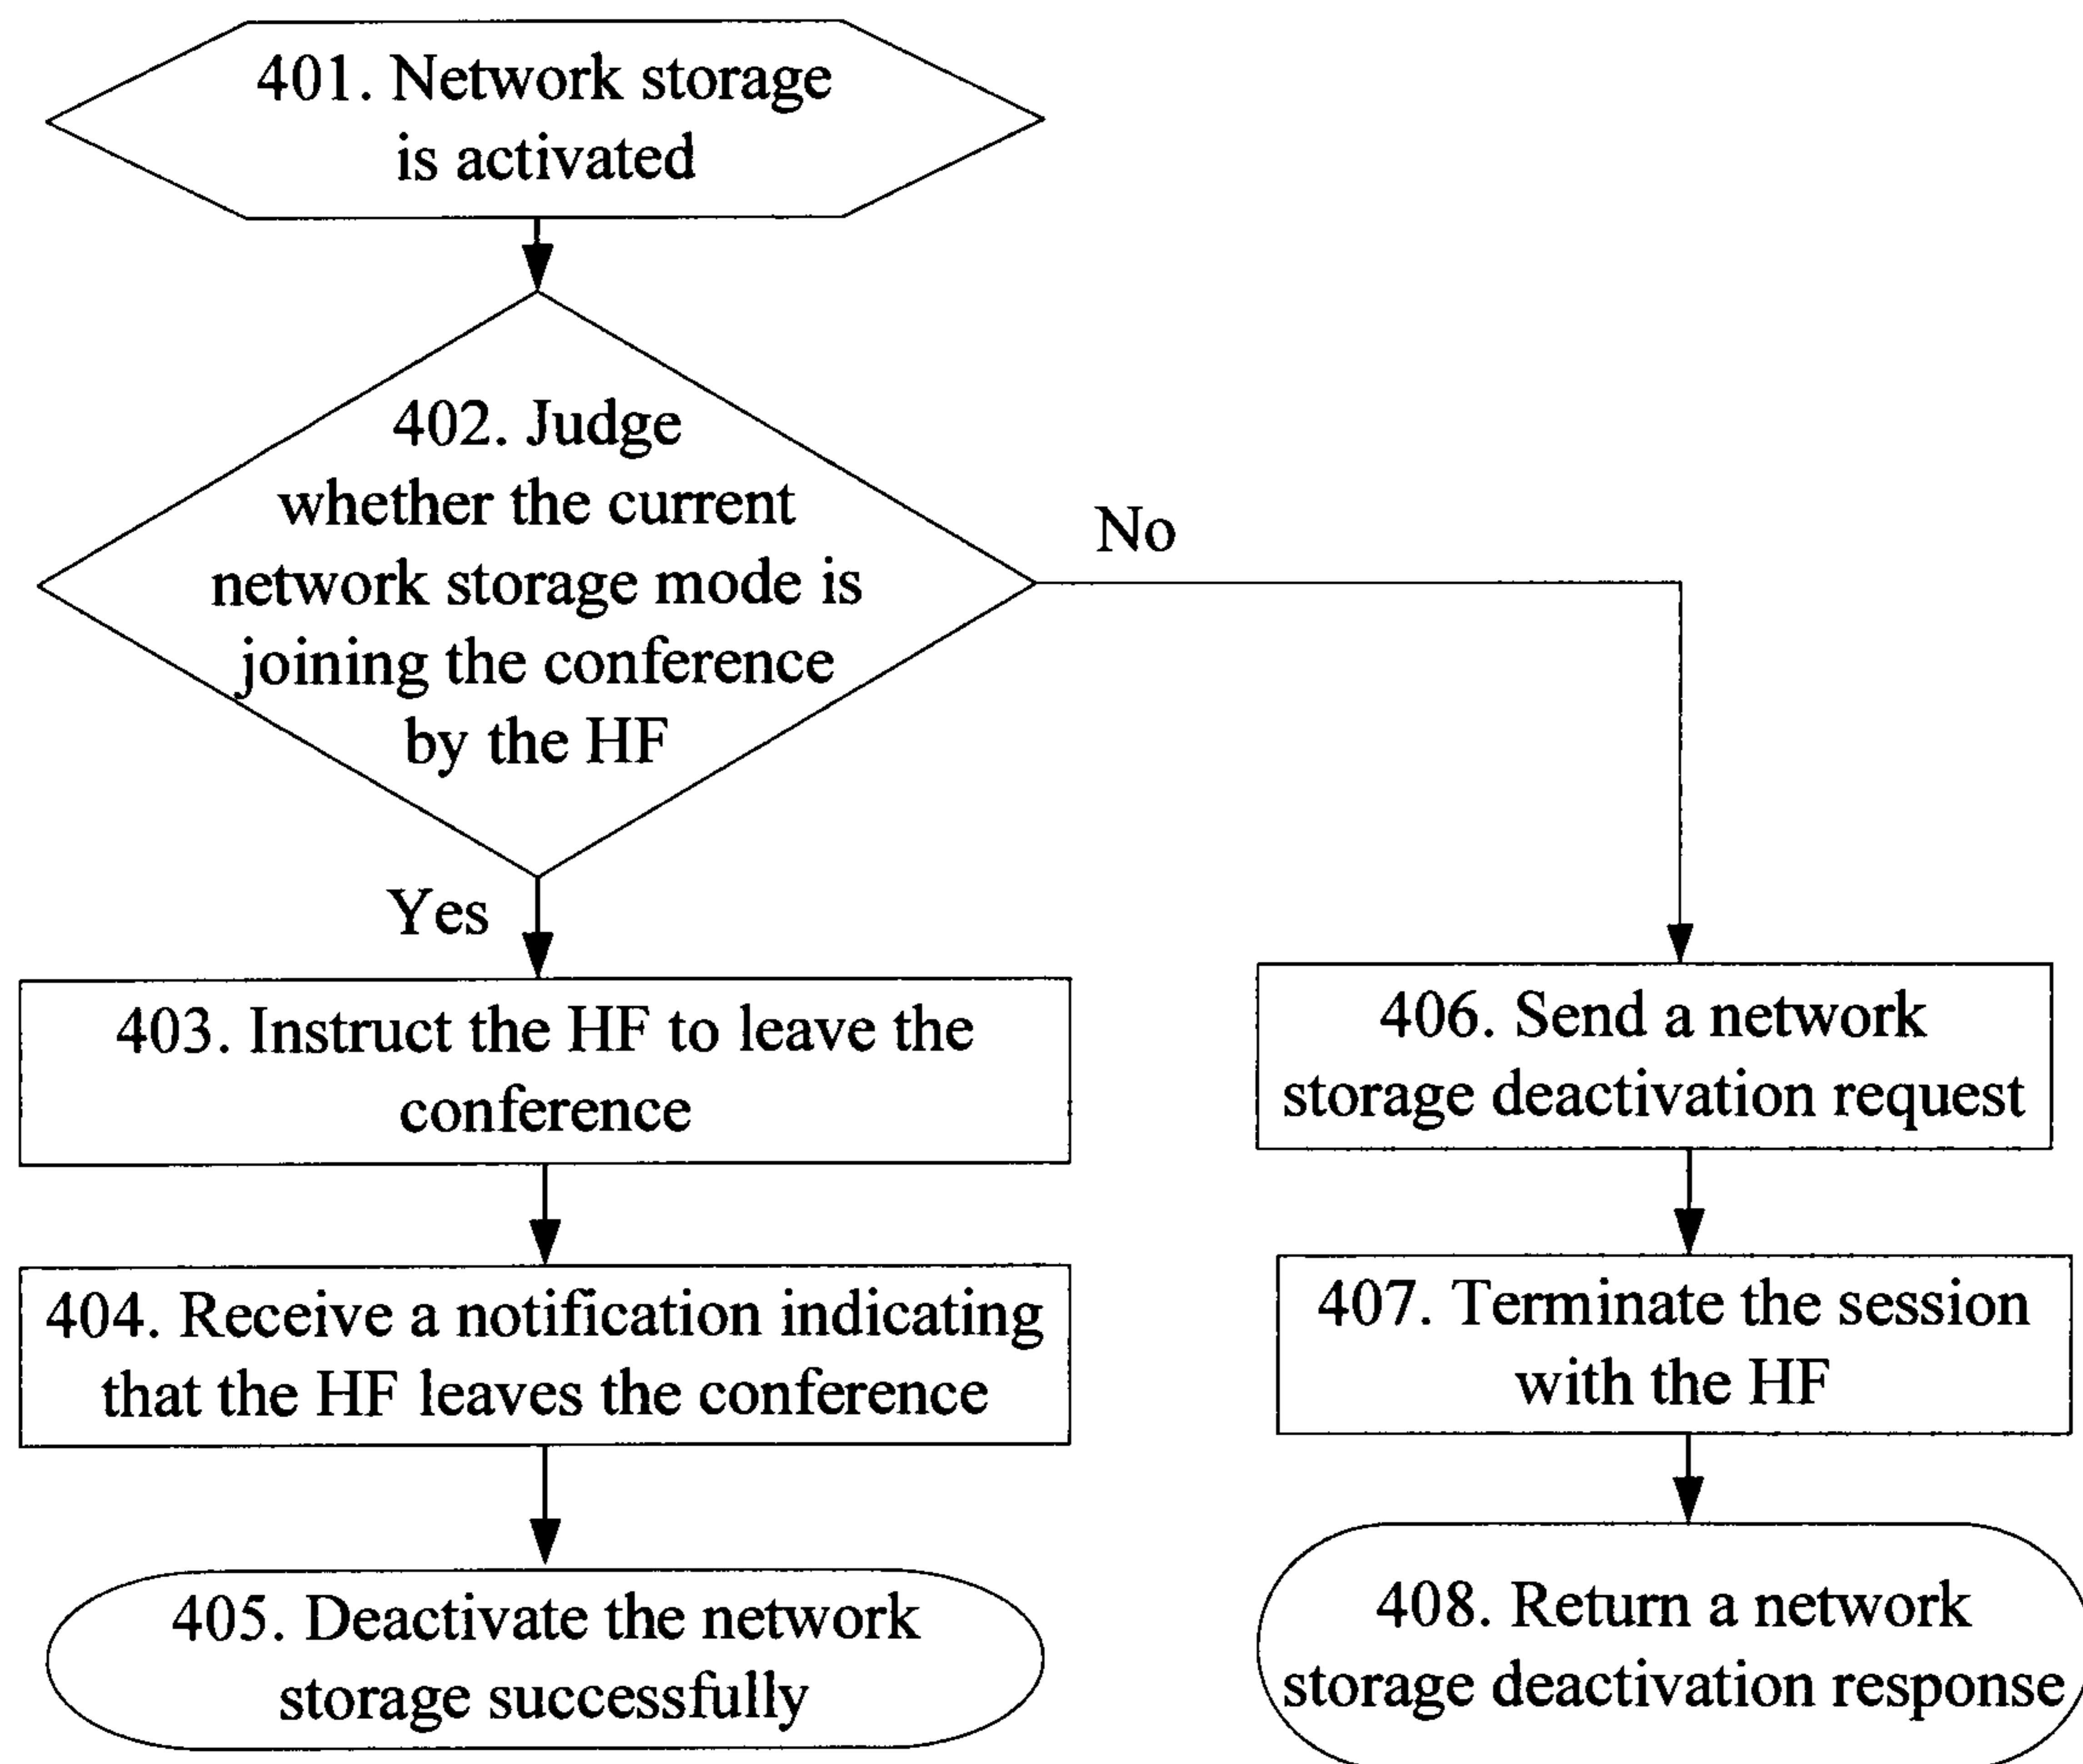 401. Network storage
is activated
402. Judge
whether the current
network storage mode is
joining the conference
by the HF
No
Yes
403. Instruct the HF to leave the
conference
404. Receive a notification indicating
that the HF leaves the conference
405. Deactivate the network
storage successfully
406. Send a network
storage deactivation request
407. Terminate the session
with the HF
408. Return a network
storage deactivation response